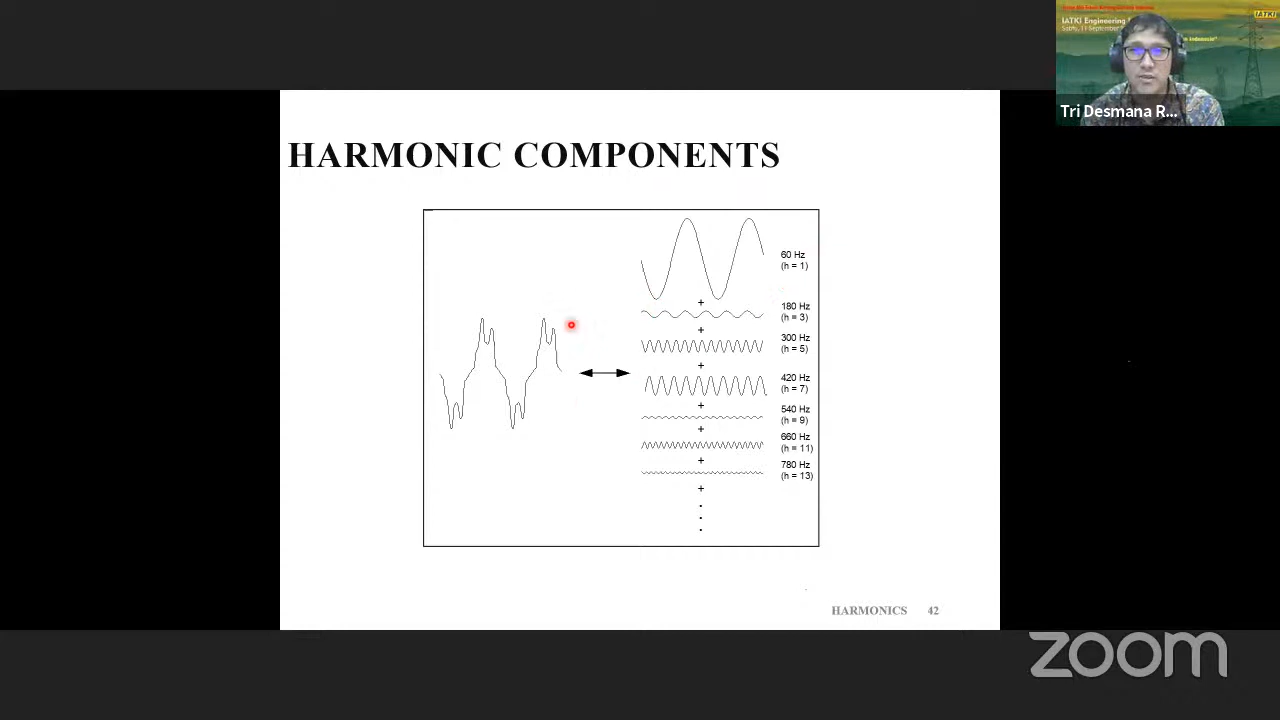 IATKI Engineering
IATKI
Tri Desmana R...
HARMONIC COMPONENTS
60 Hz
(h = 1)
+
180 Hz
(h = 3)
+
300 Hz
(h = 5)
+
420 Hz
(h = 7)
+
540 Hz
(h = 9)
+
660 Hz
(h = 11)
+
780 Hz
(h = 13)
+
HARMONICS 42
zoom